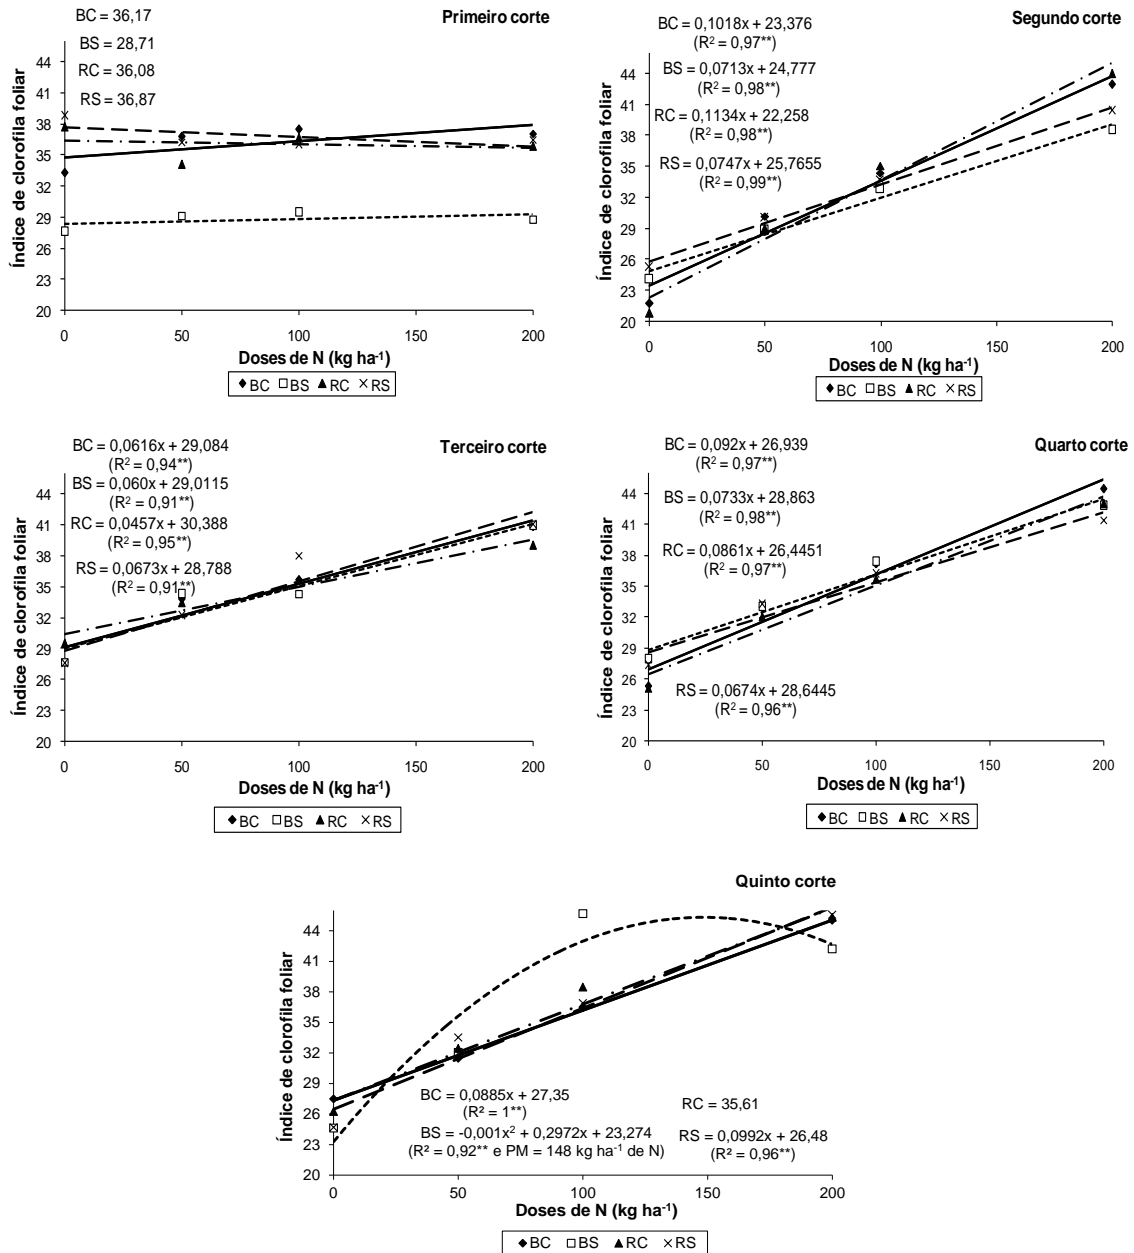 Primeiro corte
BC = 36,17
BS = 28,71
RC = 36,08
RS = 36,87
Índice de clorofila foliar
44
41
38
35
32
29
26
23
20
0
50
100
150
200
Doses de N (kg ha⁻¹)
BC BS RC RS
Segundo corte
BC = 0,1018x + 23,376
(R² = 0,97**)
BS = 0,0713x + 24,777
(R² = 0,98**)
RC = 0,1134x + 22,258
(R² = 0,98**)
RS = 0,0747x + 25,7655
(R² = 0,99**)
Índice de clorofila foliar
44
41
38
35
32
29
26
23
20
0
50
100
150
200
Doses de N (kg ha⁻¹)
BC BS RC RS
Terceiro corte
BC = 0,0616x + 29,084
(R² = 0,94**)
BS = 0,060x + 29,0115
(R² = 0,91**)
RC = 0,0457x + 30,388
(R² = 0,95**)
RS = 0,0673x + 28,788
(R² = 0,91**)
Índice de clorofila foliar
44
41
38
35
32
29
26
23
20
0
50
100
150
200
Doses de N (kg ha⁻¹)
BC BS RC RS
Quarto corte
BC = 0,092x + 26,939
(R² = 0,97**)
BS = 0,0733x + 28,863
(R² = 0,98**)
RC = 0,0861x + 26,4451
(R² = 0,97**)
RS = 0,0674x + 28,6445
(R² = 0,96**)
Índice de clorofila foliar
44
41
38
35
32
29
26
23
20
0
50
100
150
200
Doses de N (kg ha⁻¹)
BC BS RC RS
Quinto corte
Índice de clorofila foliar
44
41
38
35
32
29
26
23
20
BC = 0,0885x + 27,35
(R² = 1**)
BS = -0,001x² + 0,2972x + 23,274
(R² = 0,92** e PM = 148 kg ha⁻¹ de N)
RC = 35,61
RS = 0,0992x + 26,48
(R² = 0,96**)
0
50
100
150
200
Doses de N (kg ha⁻¹)
BC BS RC RS